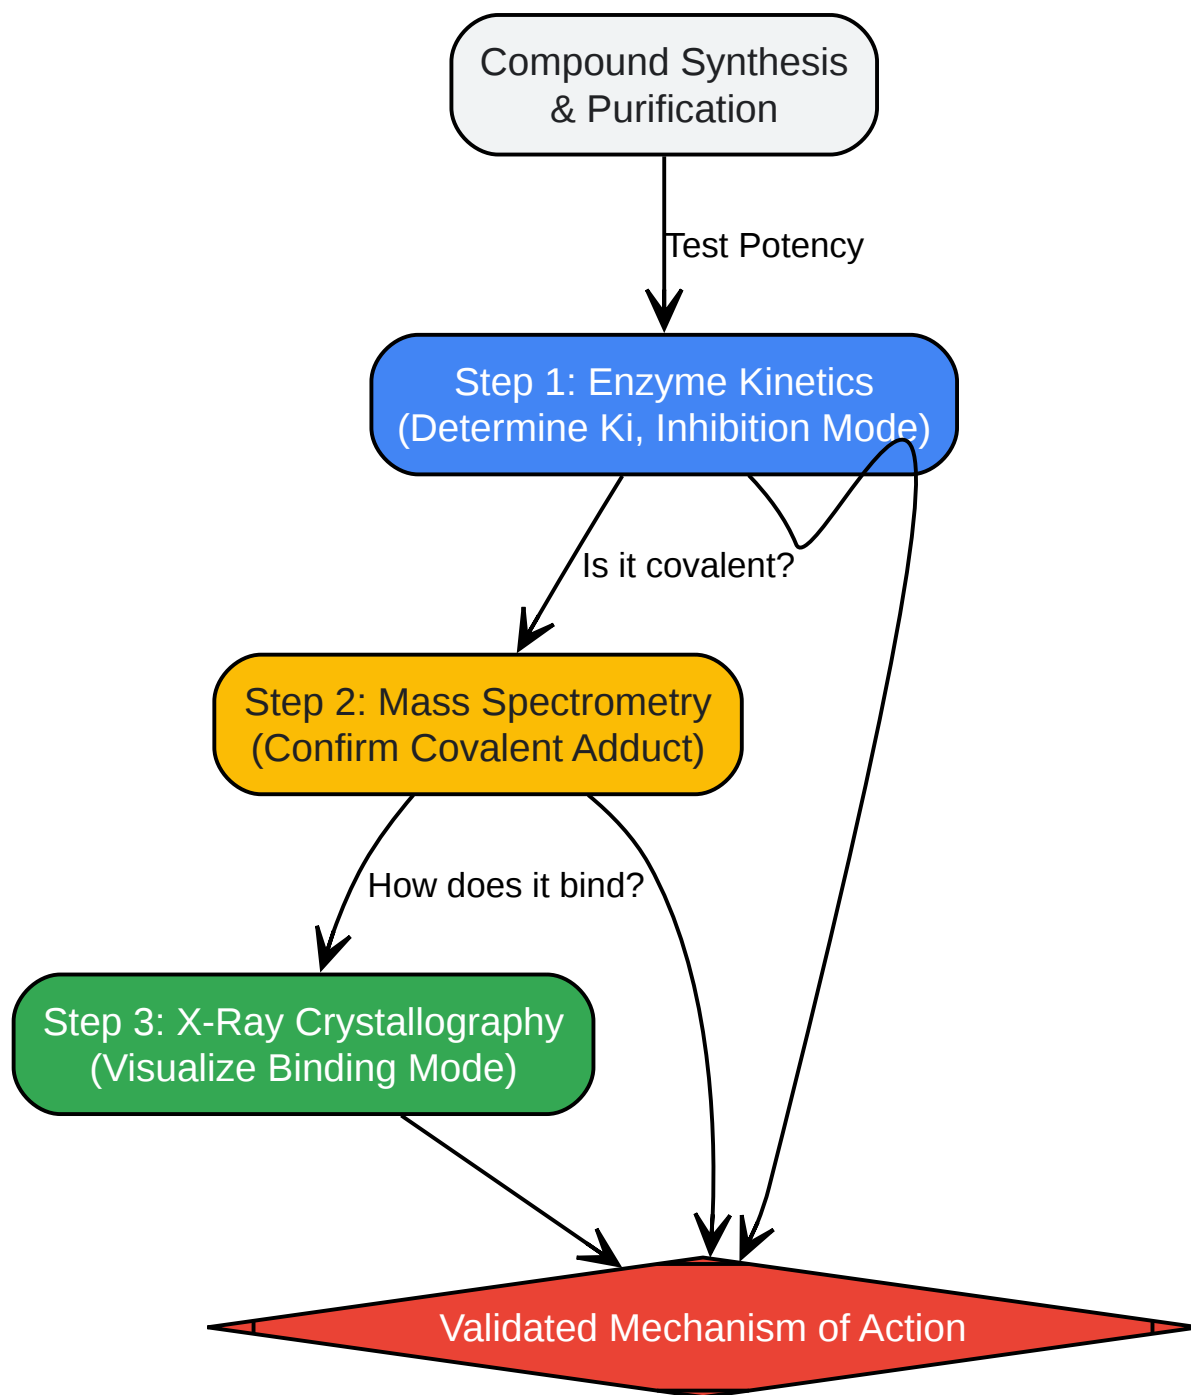 Compound Synthesis
& Purification
Test Potency
Step 1: Enzyme Kinetics
(Determine Ki, Inhibition Mode)
Is it covalent?
Step 2: Mass Spectrometry
(Confirm Covalent Adduct)
How does it bind?
Step 3: X-Ray Crystallography
(Visualize Binding Mode)
Validated Mechanism of Action